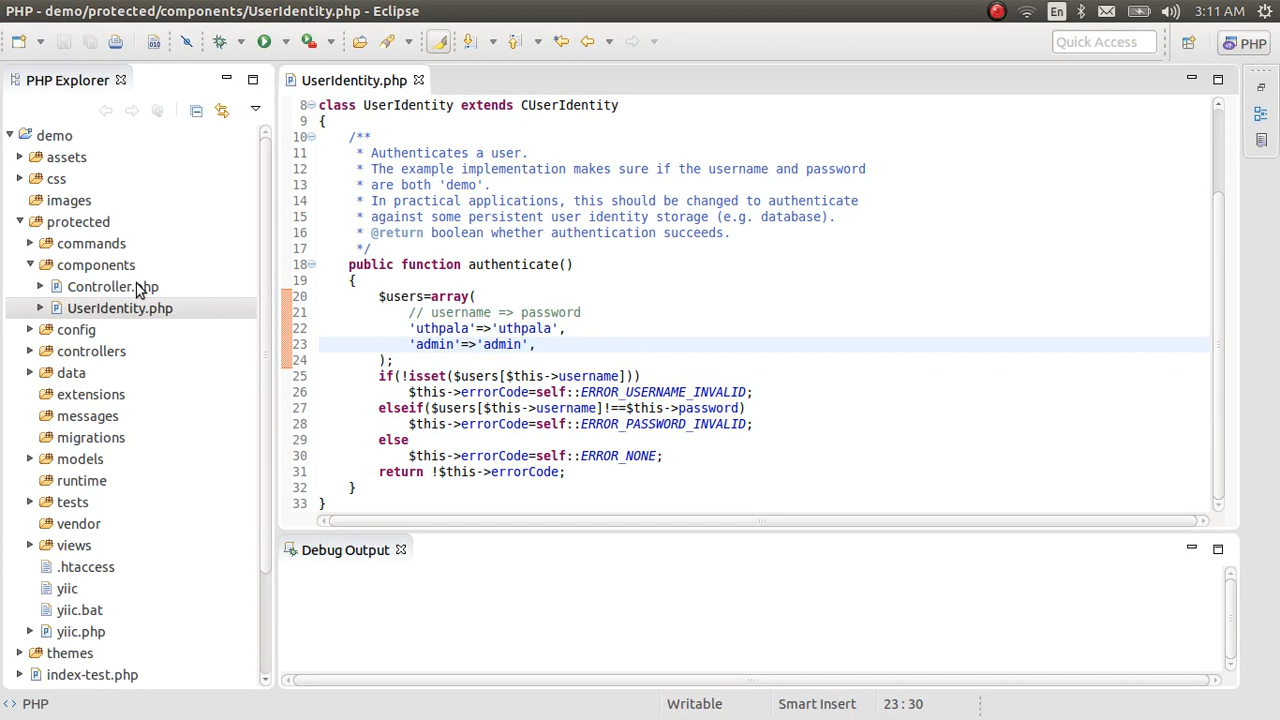 PHP - demo/protected/components/UserIdentity.php - Eclipse
En
3:11 AM
Quick Access
PHP
PHP Explorer
demo
assets
css
images
protected
commands
components
Controller.php
UserIdentity.php
config
controllers
data
extensions
messages
migrations
models
runtime
tests
vendor
views
.htaccess
yiic
yiic.bat
yiic.php
themes
index-test.php
UserIdentity.php
8 class UserIdentity extends CUserIdentity
9 {
10 /**
11 * Authenticates a user.
12 * The example implementation makes sure if the username and password
13 * are both 'demo'.
14 * In practical applications, this should be changed to authenticate
15 * against some persistent user identity storage (e.g. database).
16 * @return boolean whether authentication succeeds.
17 */
18 public function authenticate()
19 {
20 $users=array(
21 // username => password
22 'uthpala'=>'uthpala',
23 'admin'=>'admin',
24 );
25 if(!isset($users[$this->username]))
26 $this->errorCode=self::ERROR_USERNAME_INVALID;
27 elseif($users[$this->username]!==$this->password)
28 $this->errorCode=self::ERROR_PASSWORD_INVALID;
29 else
30 $this->errorCode=self::ERROR_NONE;
31 return !$this->errorCode;
32 }
33 }
Debug Output
PHP
Writable
Smart Insert
23 : 30